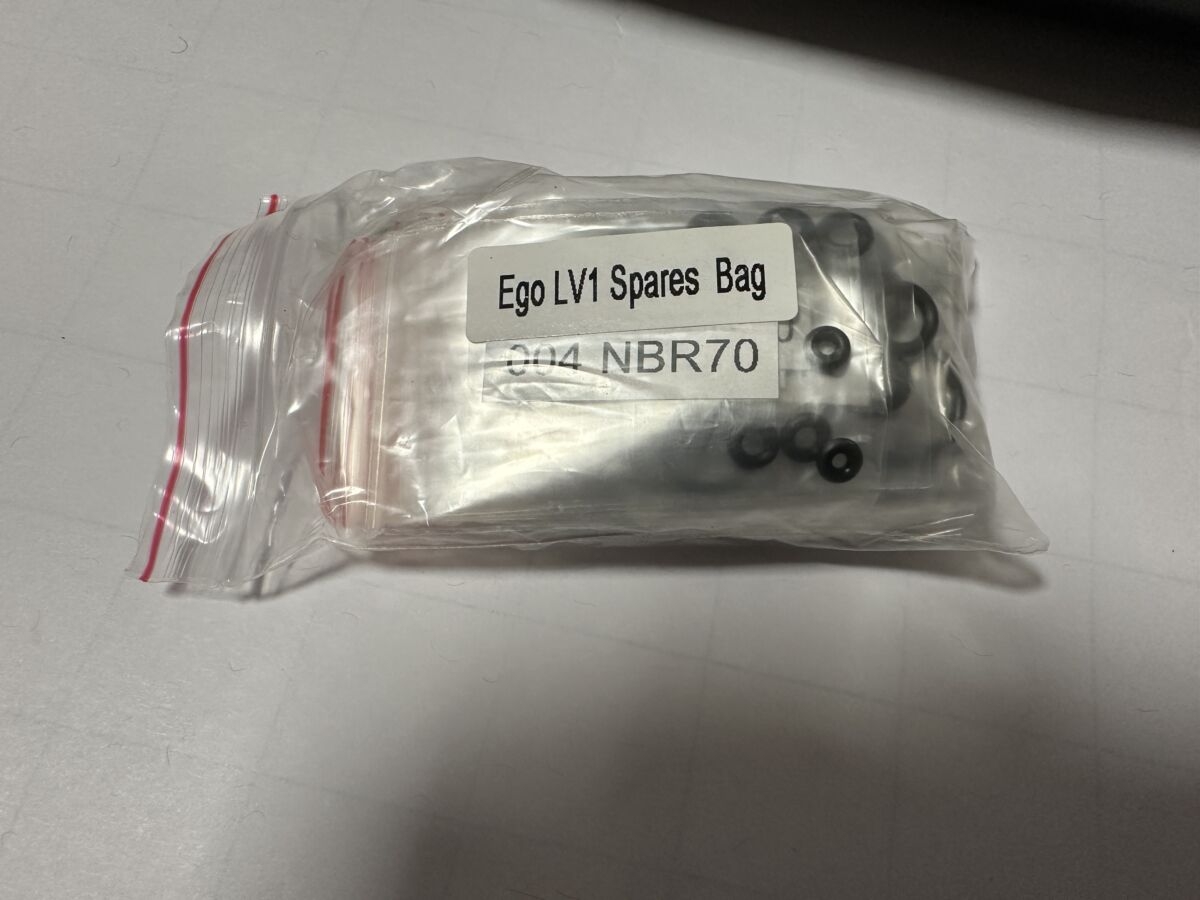 Ego LV1 Spares Bag
004 NBR70